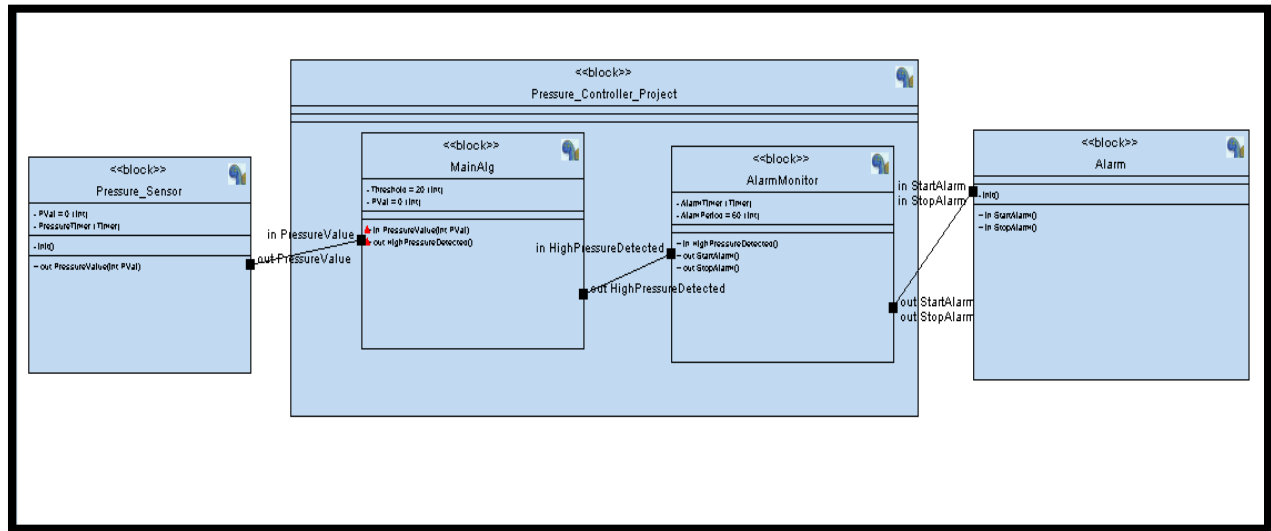 <<block>>
Pressure_Controller_Project
<<block>>
Pressure_Sensor
- PVal = 0 : int;
- PressureTimer : Timer;
- Init()
~ out PressureValue(int PVal)
out PressureValue
in PressureValue
<<block>>
MainAlg
- Threshold = 20 : int;
- PVal = 0 : int;
in PressureValue(int PVal)
out HighPressureDetected()
out HighPressureDetected
in HighPressureDetected
<<block>>
AlarmMonitor
- AlarmTimer : Timer;
- AlarmPeriod = 60 : int;
~ in HighPressureDetected()
~ out StartAlarm()
~ out StopAlarm()
out StartAlarm
out StopAlarm
in StartAlarm
in StopAlarm
<<block>>
Alarm
- Init()
~ in StartAlarm()
~ in StopAlarm()